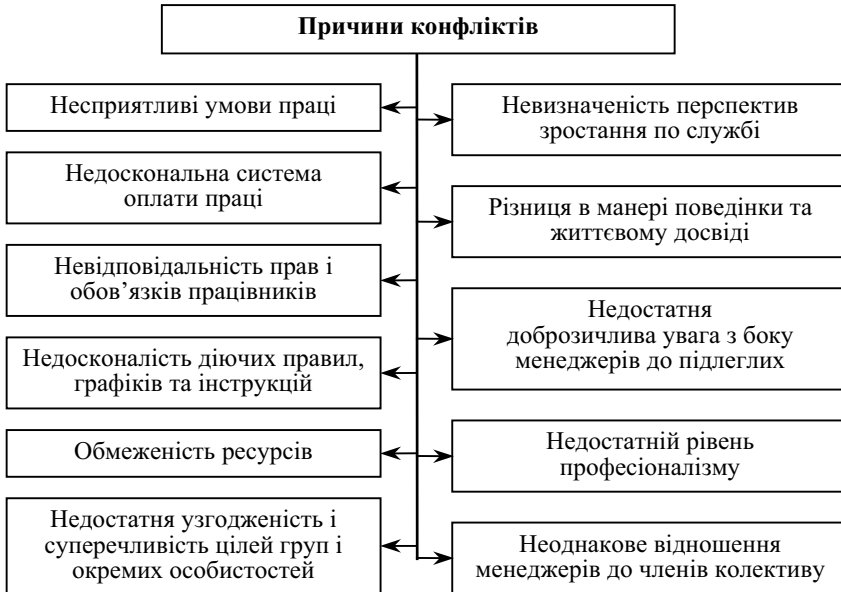 Причини конфліктів
Несприятливі умови праці
Недоскональна система
оплати праці
Невідповідальність прав і
обов’язків працівників
Недосконалість діючих правил,
графіків та інструкцій
Обмеженість ресурсів
Недостатня узгодженість і
суперечливість цілей груп і
окремих особистостей
Невизначеність перспектив
зростання по службі
Різниця в манері поведінки та
життєвому досвіді
Недостатня
доброзичлива увага з боку
менеджерів до підлеглих
Недостатній рівень
професіоналізму
Неоднакове відношення
менеджерів до членів колективу